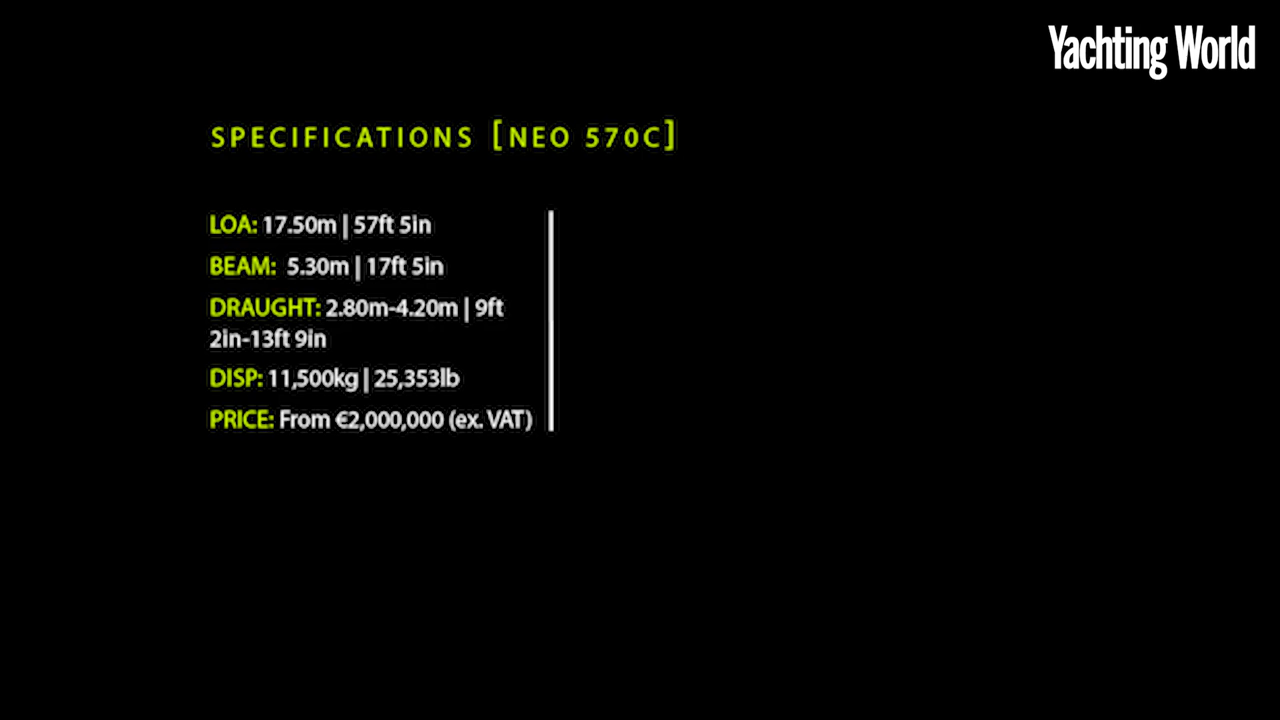 Yachting World
SPECIFICATIONS [NEO 570C]
LOA: 17.50m | 57ft 5in
BEAM: 5.30m | 17ft 5in
DRAUGHT: 2.80m-4.20m | 9ft
2in-13ft 9in
DISP: 11,500kg | 25,353lb
PRICE: From €2,000,000 (ex. VAT)